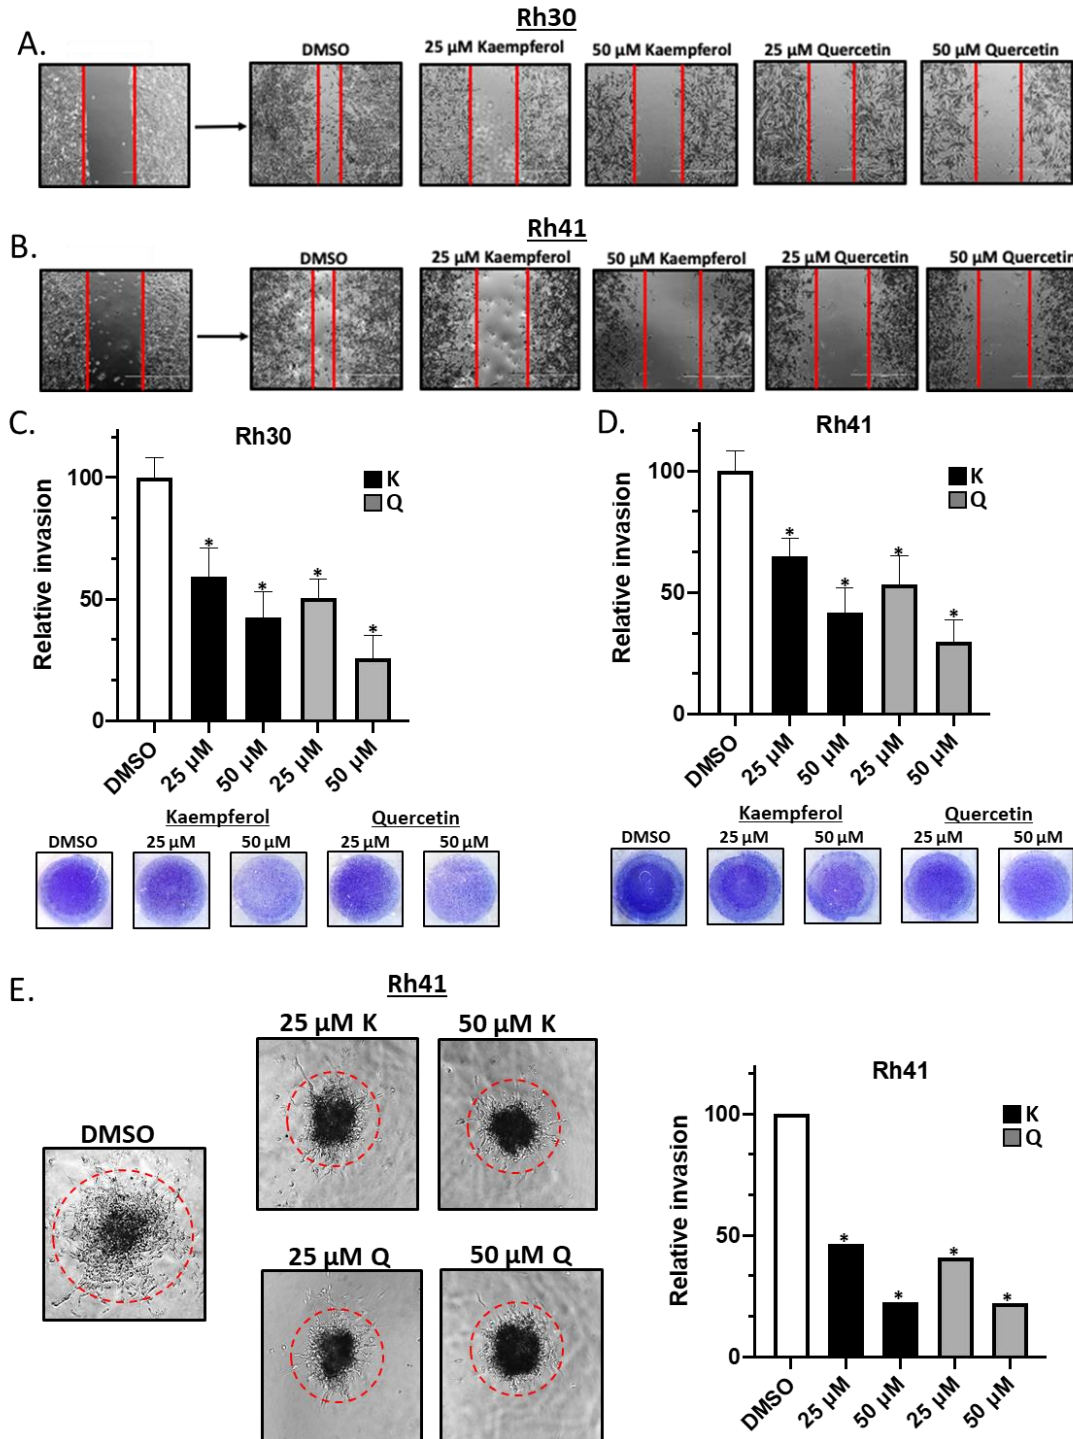 Rh30
A.
DMSO
25 µM Kaempferol
50 µM Kaempferol
25 µM Quercetin
50 µM Quercetin
Rh41
B.
DMSO
25 µM Kaempferol
50 µM Kaempferol
25 µM Quercetin
50 µM Quercetin
C.
Rh30
Relative invasion
100
50
0
K
Q
*
*
*
*
DMSO
25 µM
50 µM
25 µM
50 µM
Kaempferol
Quercetin
DMSO
25 µM
50 µM
25 µM
50 µM
D.
Rh41
Relative invasion
100
50
0
K
Q
*
*
*
*
DMSO
25 µM
50 µM
25 µM
50 µM
Kaempferol
Quercetin
DMSO
25 µM
50 µM
25 µM
50 µM
E.
Rh41
DMSO
25 µM K
50 µM K
25 µM Q
50 µM Q
Rh41
Relative invasion
100
50
0
K
Q
*
*
*
*
DMSO
25 µM
50 µM
25 µM
50 µM